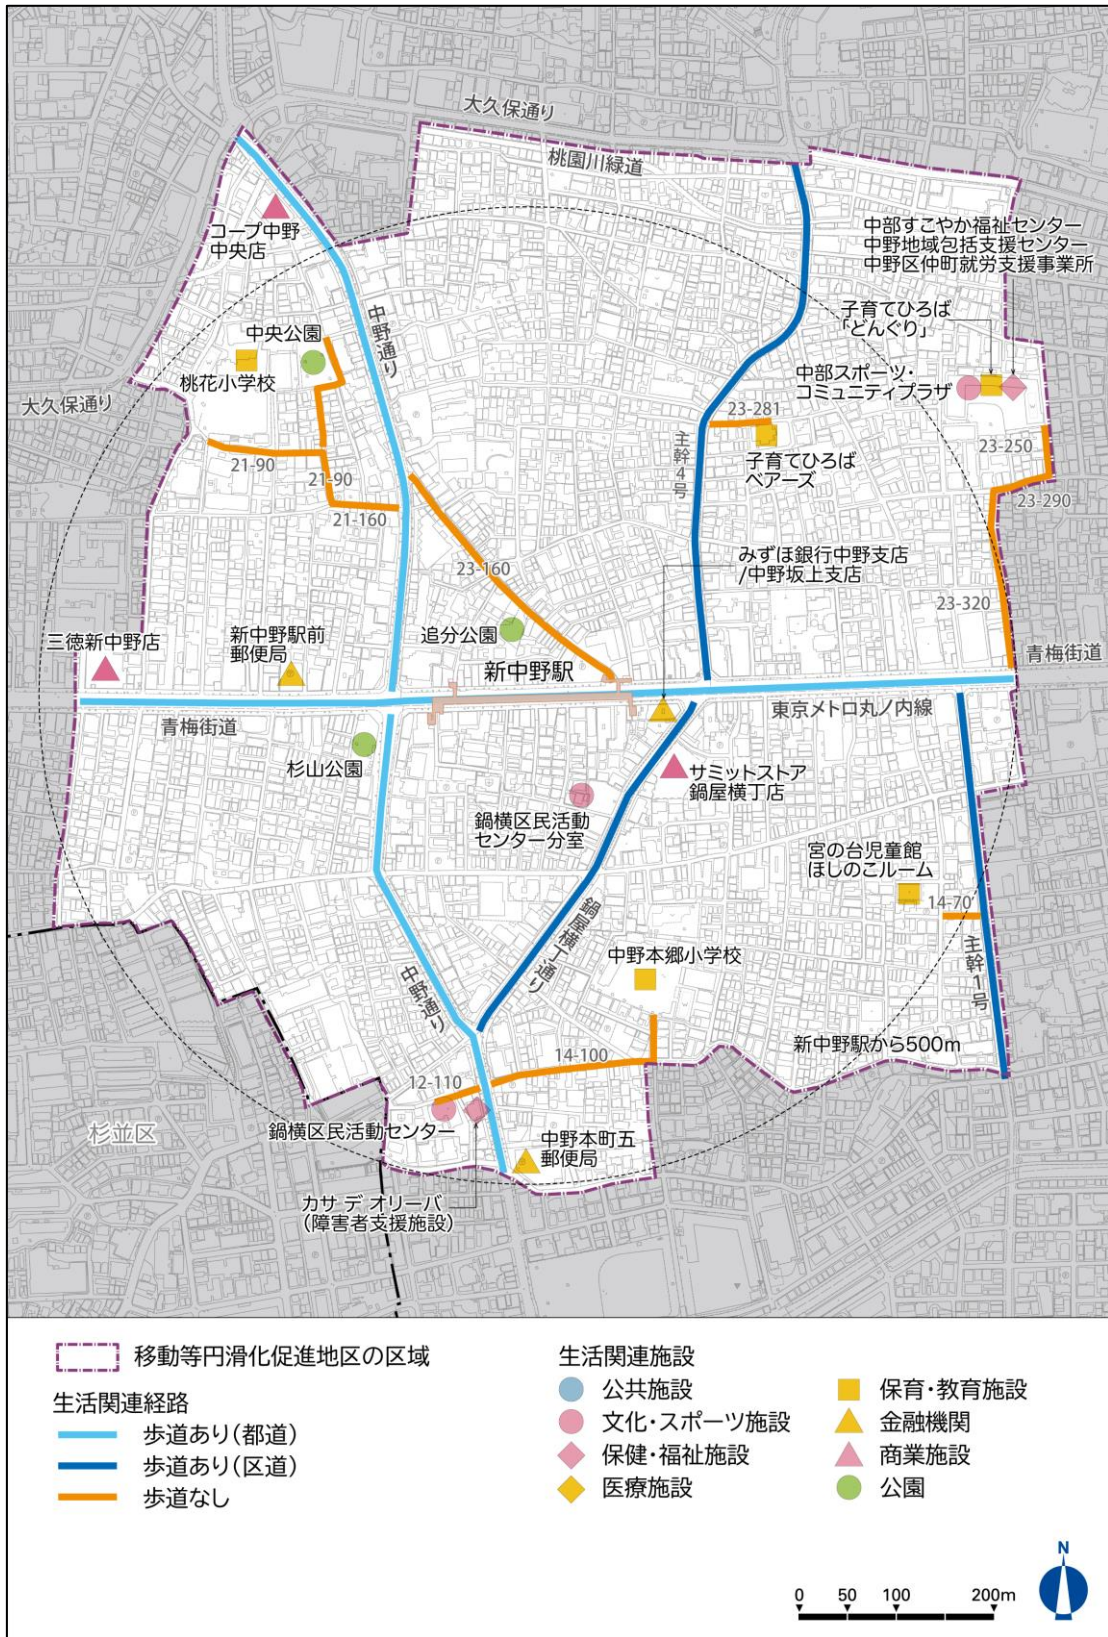 大久保通り
桃園川緑道
コープ中野
中央店
中野通り
中部すこやか福祉センター
中野地域包括支援センター
中野区仲町就労支援事業所
子育てひろば
「どんぐり」
中央公園
桃花小学校
中部スポーツ・
コミュニティプラザ
大久保通り
23-281
主幹4号
子育てひろば
ベアーズ
21-90
21-90
21-160
23-250
23-290
みずほ銀行中野支店
/中野坂上支店
23-160
23-320
三徳新中野店
新中野駅前
郵便局
追分公園
新中野駅
青梅街道
青梅街道
東京メトロ丸ノ内線
杉山公園
サミットストア
鍋屋横丁店
鍋横区民活動
センター分室
宮の台児童館
ほしのこルーム
14-70
鍋屋横丁通り
中野本郷小学校
主幹1号
中野通り
新中野駅から500m
14-100
12-110
杉並区
鍋横区民活動センター
中野本町五
郵便局
カサ デ オリーバ
(障害者支援施設)
移動等円滑化促進地区の区域
生活関連経路
歩道あり(都道)
歩道あり(区道)
歩道なし
生活関連施設
公共施設
文化・スポーツ施設
保健・福祉施設
医療施設
保育・教育施設
金融機関
商業施設
公園
N
0 50 100 200m